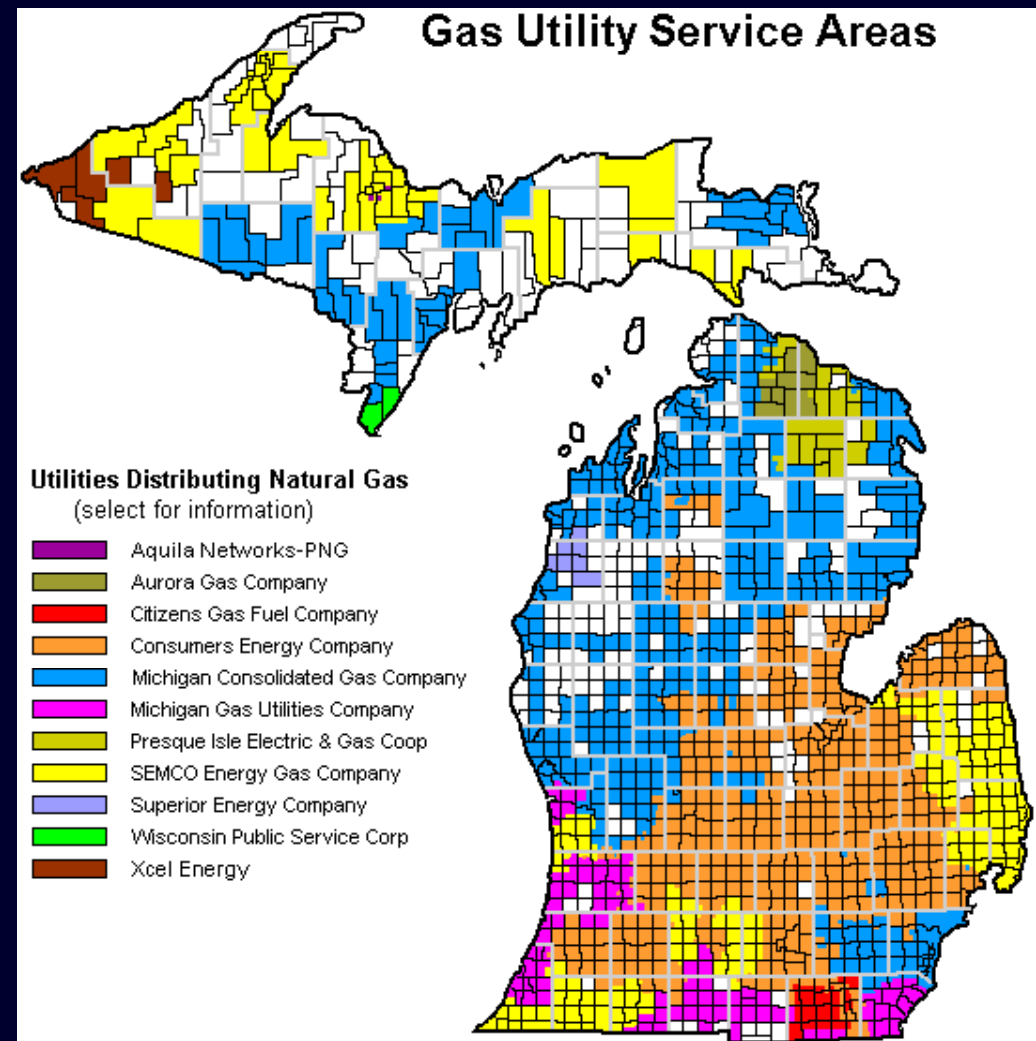 Gas Utility Service Areas
Utilities Distributing Natural Gas
(select for information)
Aquila Networks-PNG
Aurora Gas Company
Citizens Gas Fuel Company
Consumers Energy Company
Michigan Consolidated Gas Company
Michigan Gas Utilities Company
Presque Isle Electric & Gas Coop
SEMCO Energy Gas Company
Superior Energy Company
Wisconsin Public Service Corp
Xcel Energy